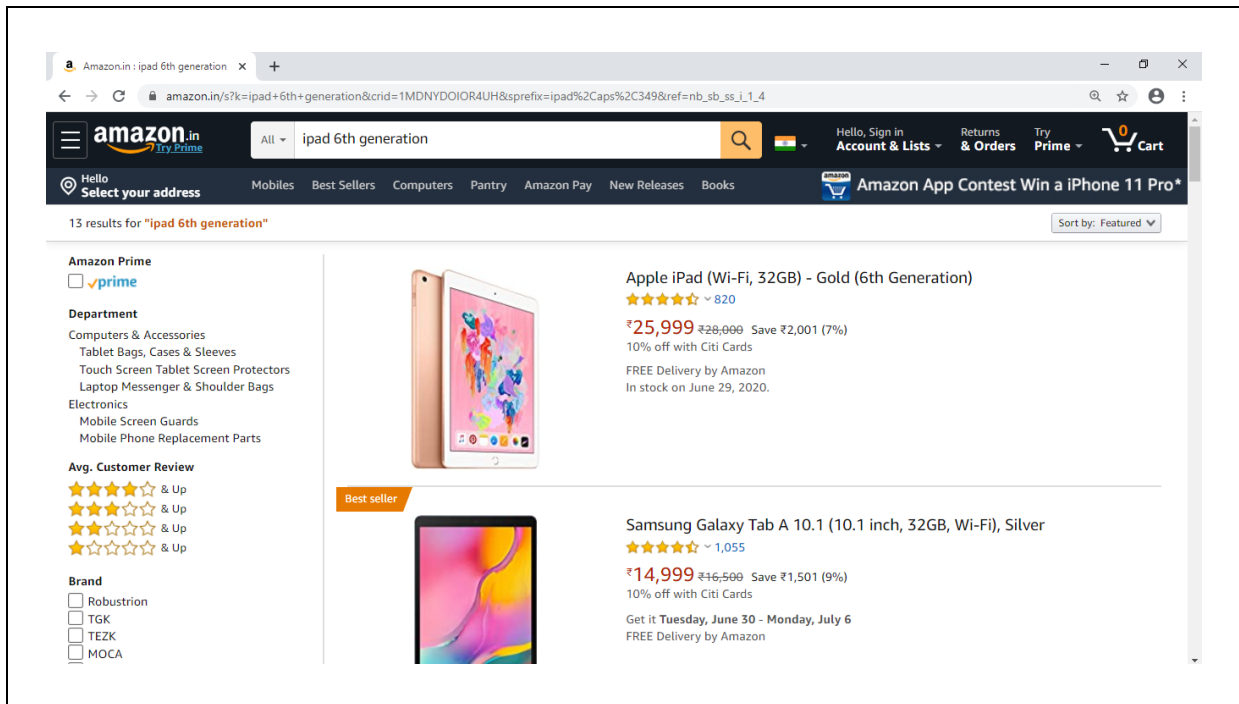 Amazon.in : ipad 6th generation
amazon.in/s?k=ipad+6th+generation&crid=1MDNYDOIOR4UH&sprefix=ipad%2Caps%2C349&ref=nb_sb_ss_i_1_4
amazon.in
Try Prime
All
ipad 6th generation
Hello, Sign in
Account & Lists
Returns
& Orders
Try
Prime
0
Cart
Hello
Select your address
Mobiles Best Sellers Computers Pantry Amazon Pay New Releases Books
amazon
Amazon App Contest Win a iPhone 11 Pro*
13 results for "ipad 6th generation"
Sort by: Featured
Amazon Prime
prime
Department
Computers & Accessories
Tablet Bags, Cases & Sleeves
Touch Screen Tablet Screen Protectors
Laptop Messenger & Shoulder Bags
Electronics
Mobile Screen Guards
Mobile Phone Replacement Parts
Avg. Customer Review
& Up
& Up
& Up
& Up
Brand
Robustrion
TGK
TEZK
MOCA
Apple iPad (Wi-Fi, 32GB) - Gold (6th Generation)
820
₹25,999 ₹28,000 Save ₹2,001 (7%)
10% off with Citi Cards
FREE Delivery by Amazon
In stock on June 29, 2020.
Best seller
Samsung Galaxy Tab A 10.1 (10.1 inch, 32GB, Wi-Fi), Silver
1,055
₹14,999 ₹16,500 Save ₹1,501 (9%)
10% off with Citi Cards
Get it Tuesday, June 30 - Monday, July 6
FREE Delivery by Amazon